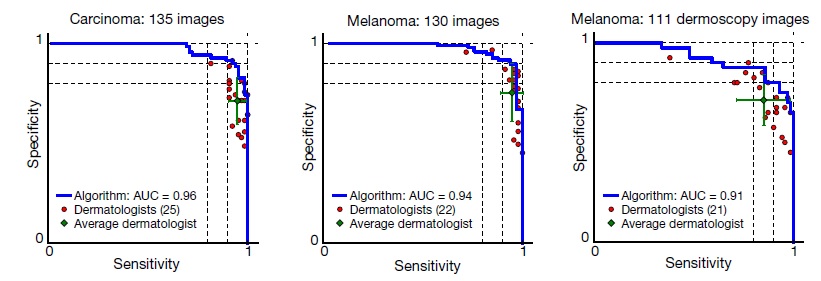 Carcinoma: 135 images
1
Specificity
Algorithm: AUC = 0.96
Dermatologists (25)
Average dermatologist
0
0
1
Sensitivity
Melanoma: 130 images
1
Specificity
Algorithm: AUC = 0.94
Dermatologists (22)
Average dermatologist
0
0
1
Sensitivity
Melanoma: 111 dermoscopy images
1
Specificity
Algorithm: AUC = 0.91
Dermatologists (21)
Average dermatologist
0
0
1
Sensitivity